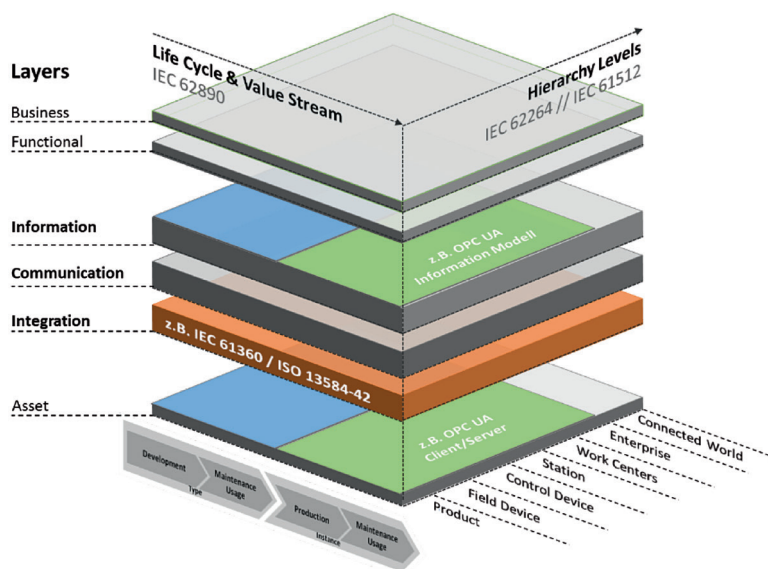 Layers
Life Cycle & Value Stream
IEC 62890
Hierarchy Levels
IEC 62264 // IEC 61512
Business
Functional
Information
z.B. OPC UA
Information Modell
Communication
Integration
z.B. IEC 61360 / ISO 13584-42
Asset
z.B. OPC UA
Client/Server
Connected World
Enterprise
Work Centers
Station
Control Device
Field Device
Product
Development
Maintenance
Usage
Type
Production
Maintenance
Usage
Instance